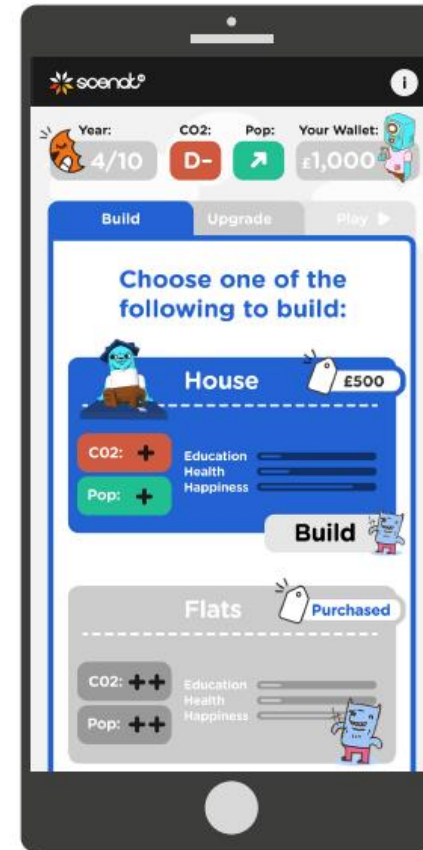 soenda
i
Year: CO2: Pop: Your Wallet:
4/10 D- £1,000
Build Upgrade Play
Choose one of the
following to build:
House £500
CO2: +
Pop: +
Education
Health
Happiness
Build
Flats Purchased
CO2: ++
Pop: ++
Education
Health
Happiness